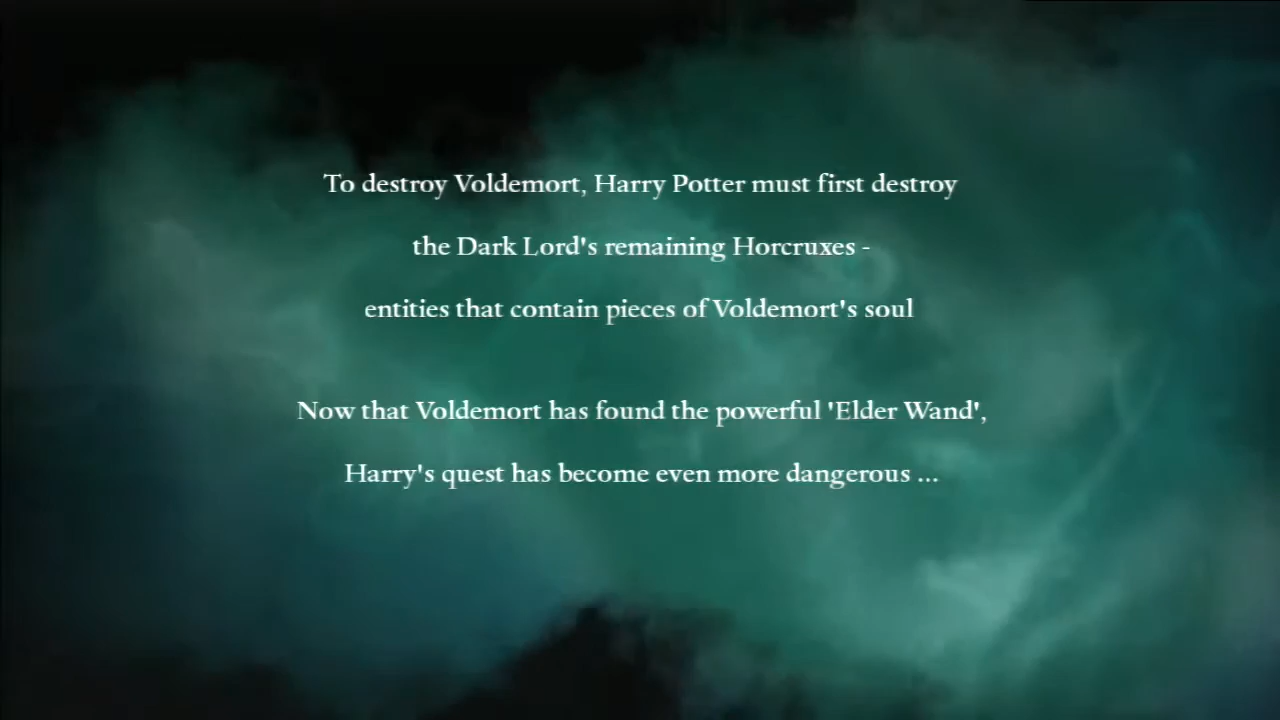 To destroy Voldemort, Harry Potter must first destroy
the Dark Lord's remaining Horcruxes -
entities that contain pieces of Voldemort's soul
Now that Voldemort has found the powerful 'Elder Wand',
Harry's quest has become even more dangerous ...